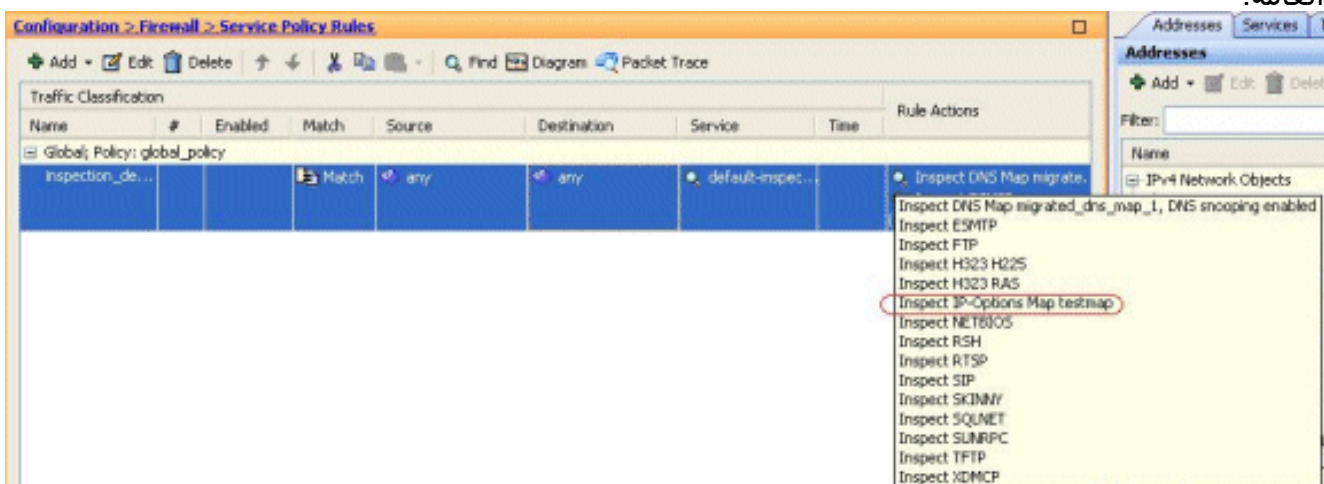 العامة.
Configuration > Firewall > Service Policy Rules
Add Edit Delete Find Diagram Packet Trace
Traffic Classification
Name # Enabled Match Source Destination Service Time Rule Actions
Global; Policy: global_policy
inspection_de... Match any any default-inspec... Inspect DNS Map migrate.
Inspect DNS Map migrated_dns_map_1, DNS snooping enabled
Inspect ESMTP
Inspect FTP
Inspect H323 H225
Inspect H323 RAS
Inspect IP-Options Map testmap
Inspect NETBIOS
Inspect RSH
Inspect RTSP
Inspect SIP
Inspect SKINNY
Inspect SQLNET
Inspect SUNRPC
Inspect TFTP
Inspect XDMCP
Addresses Services
Addresses
Add Edit Delet
Filter:
Name
IPv4 Network Objects